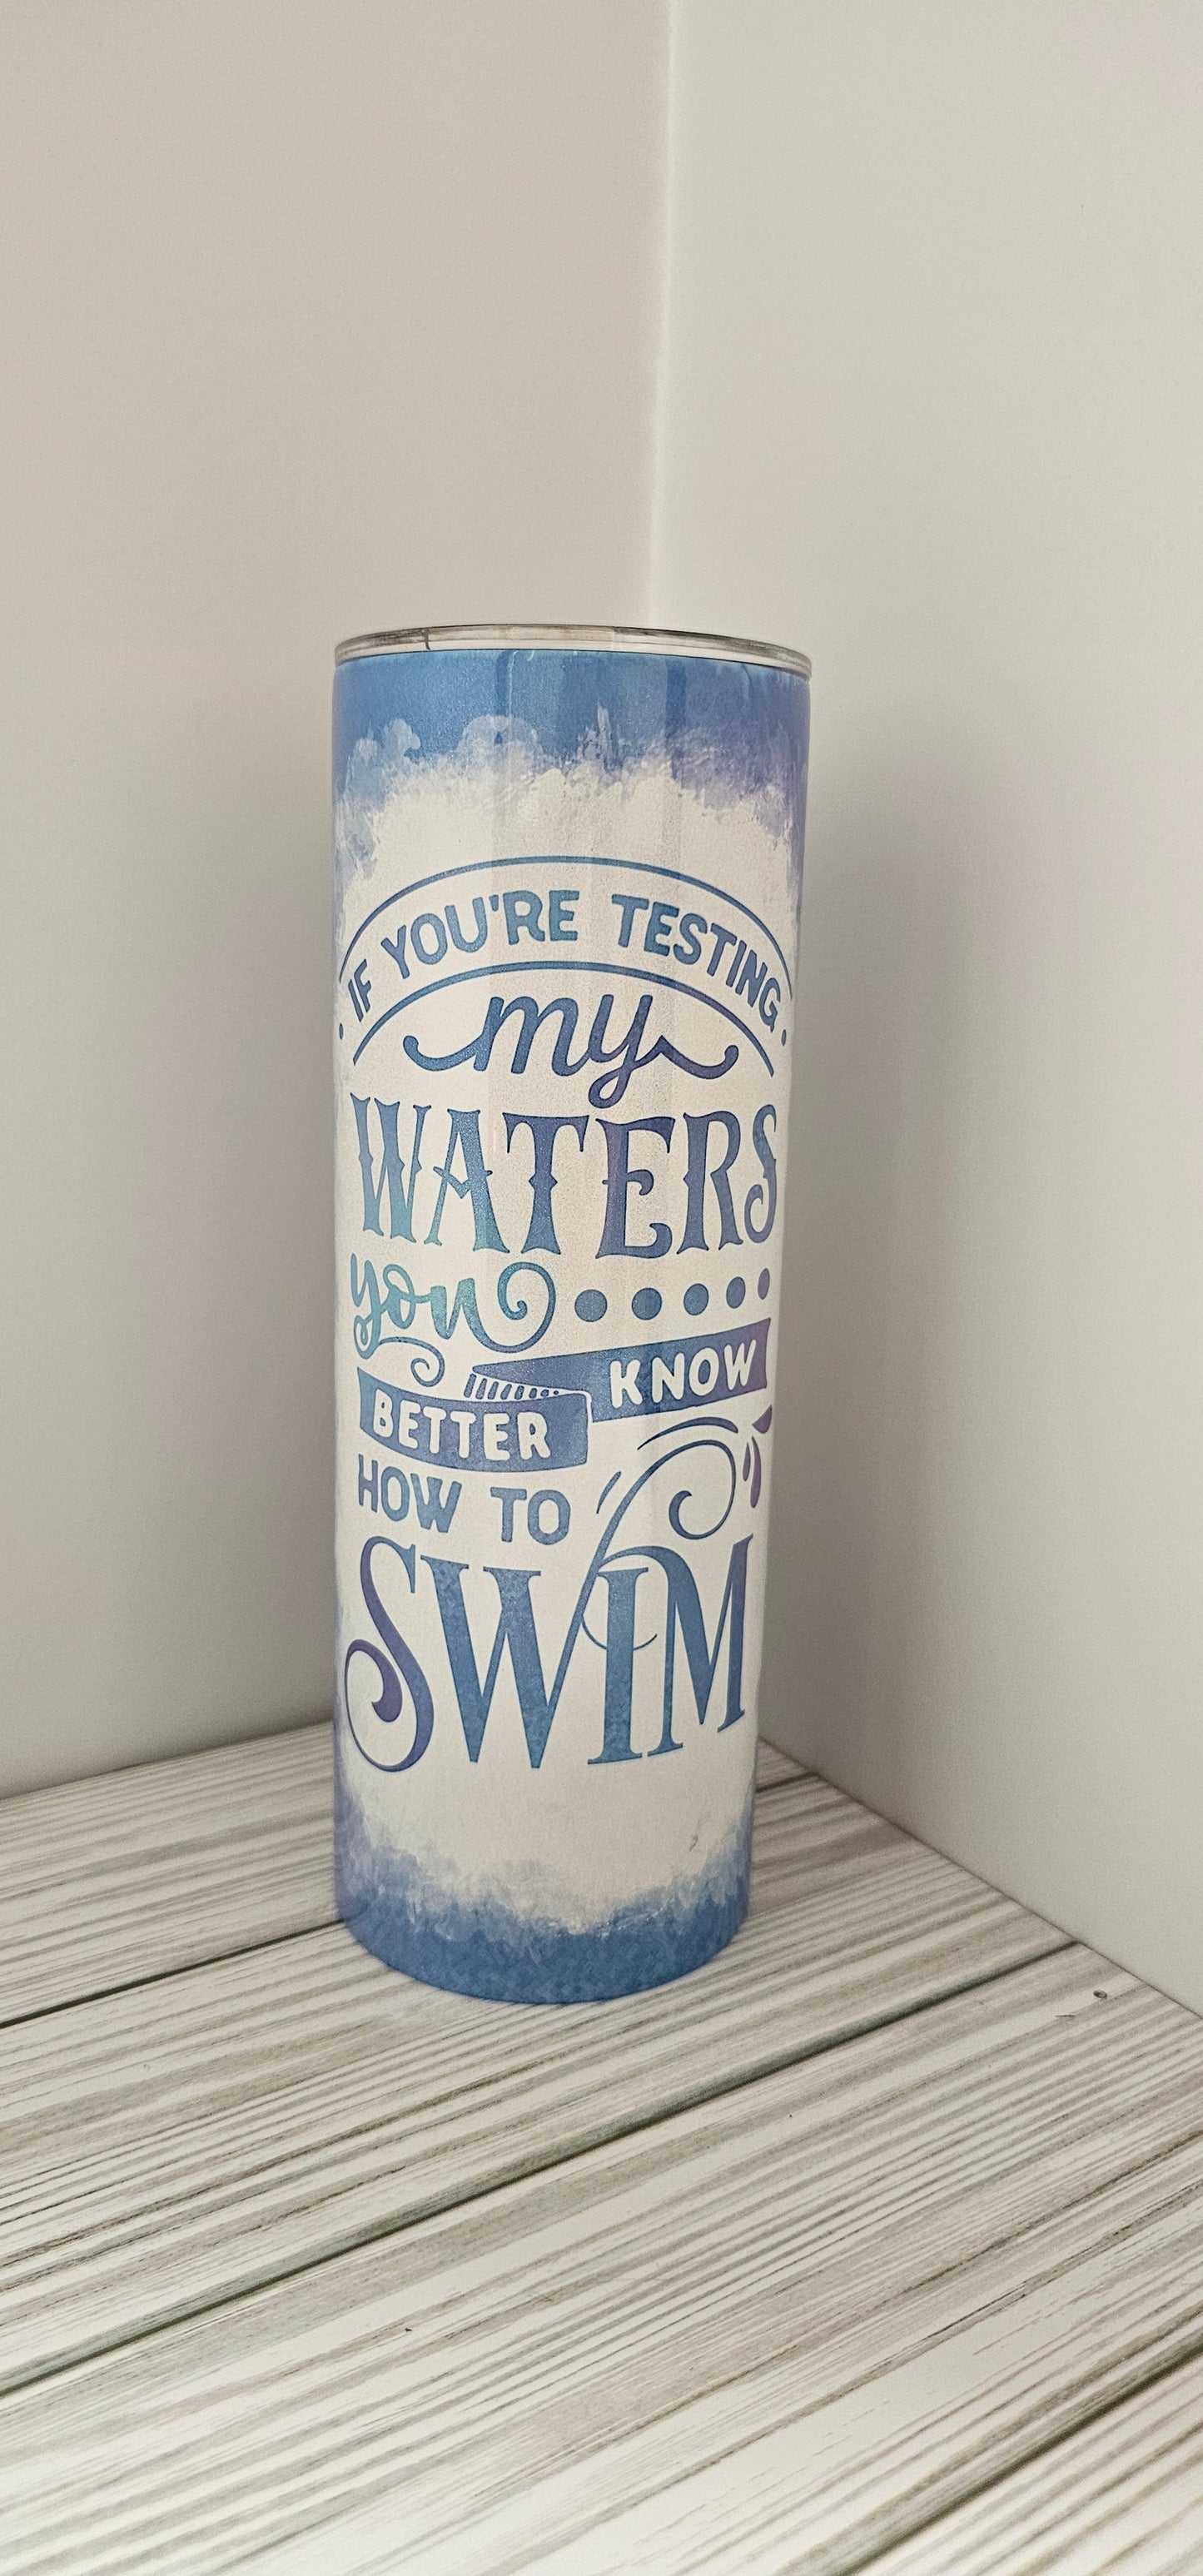 IF YOU'RE TESTING
my
WATERS
you
BETTER KNOW
HOW TO
SWIM